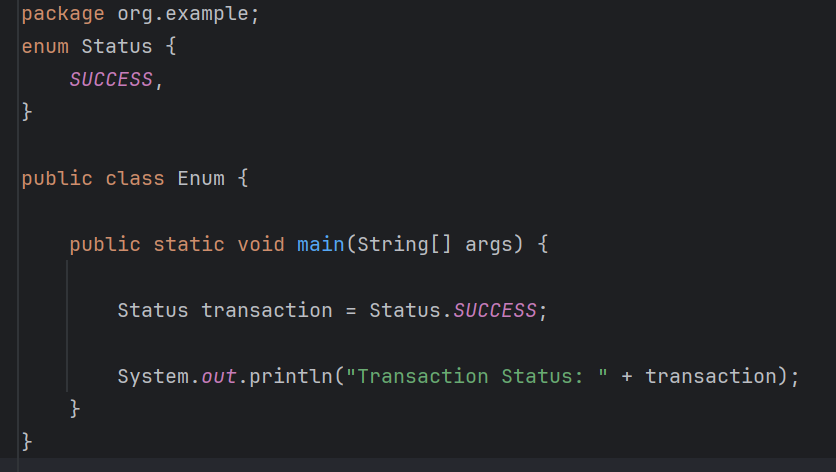 package org.example;
enum Status {
    SUCCESS,
}
public class Enum {
    public static void main(String[] args) {
        Status transaction = Status.SUCCESS;
        System.out.println("Transaction Status: " + transaction);
    }
}